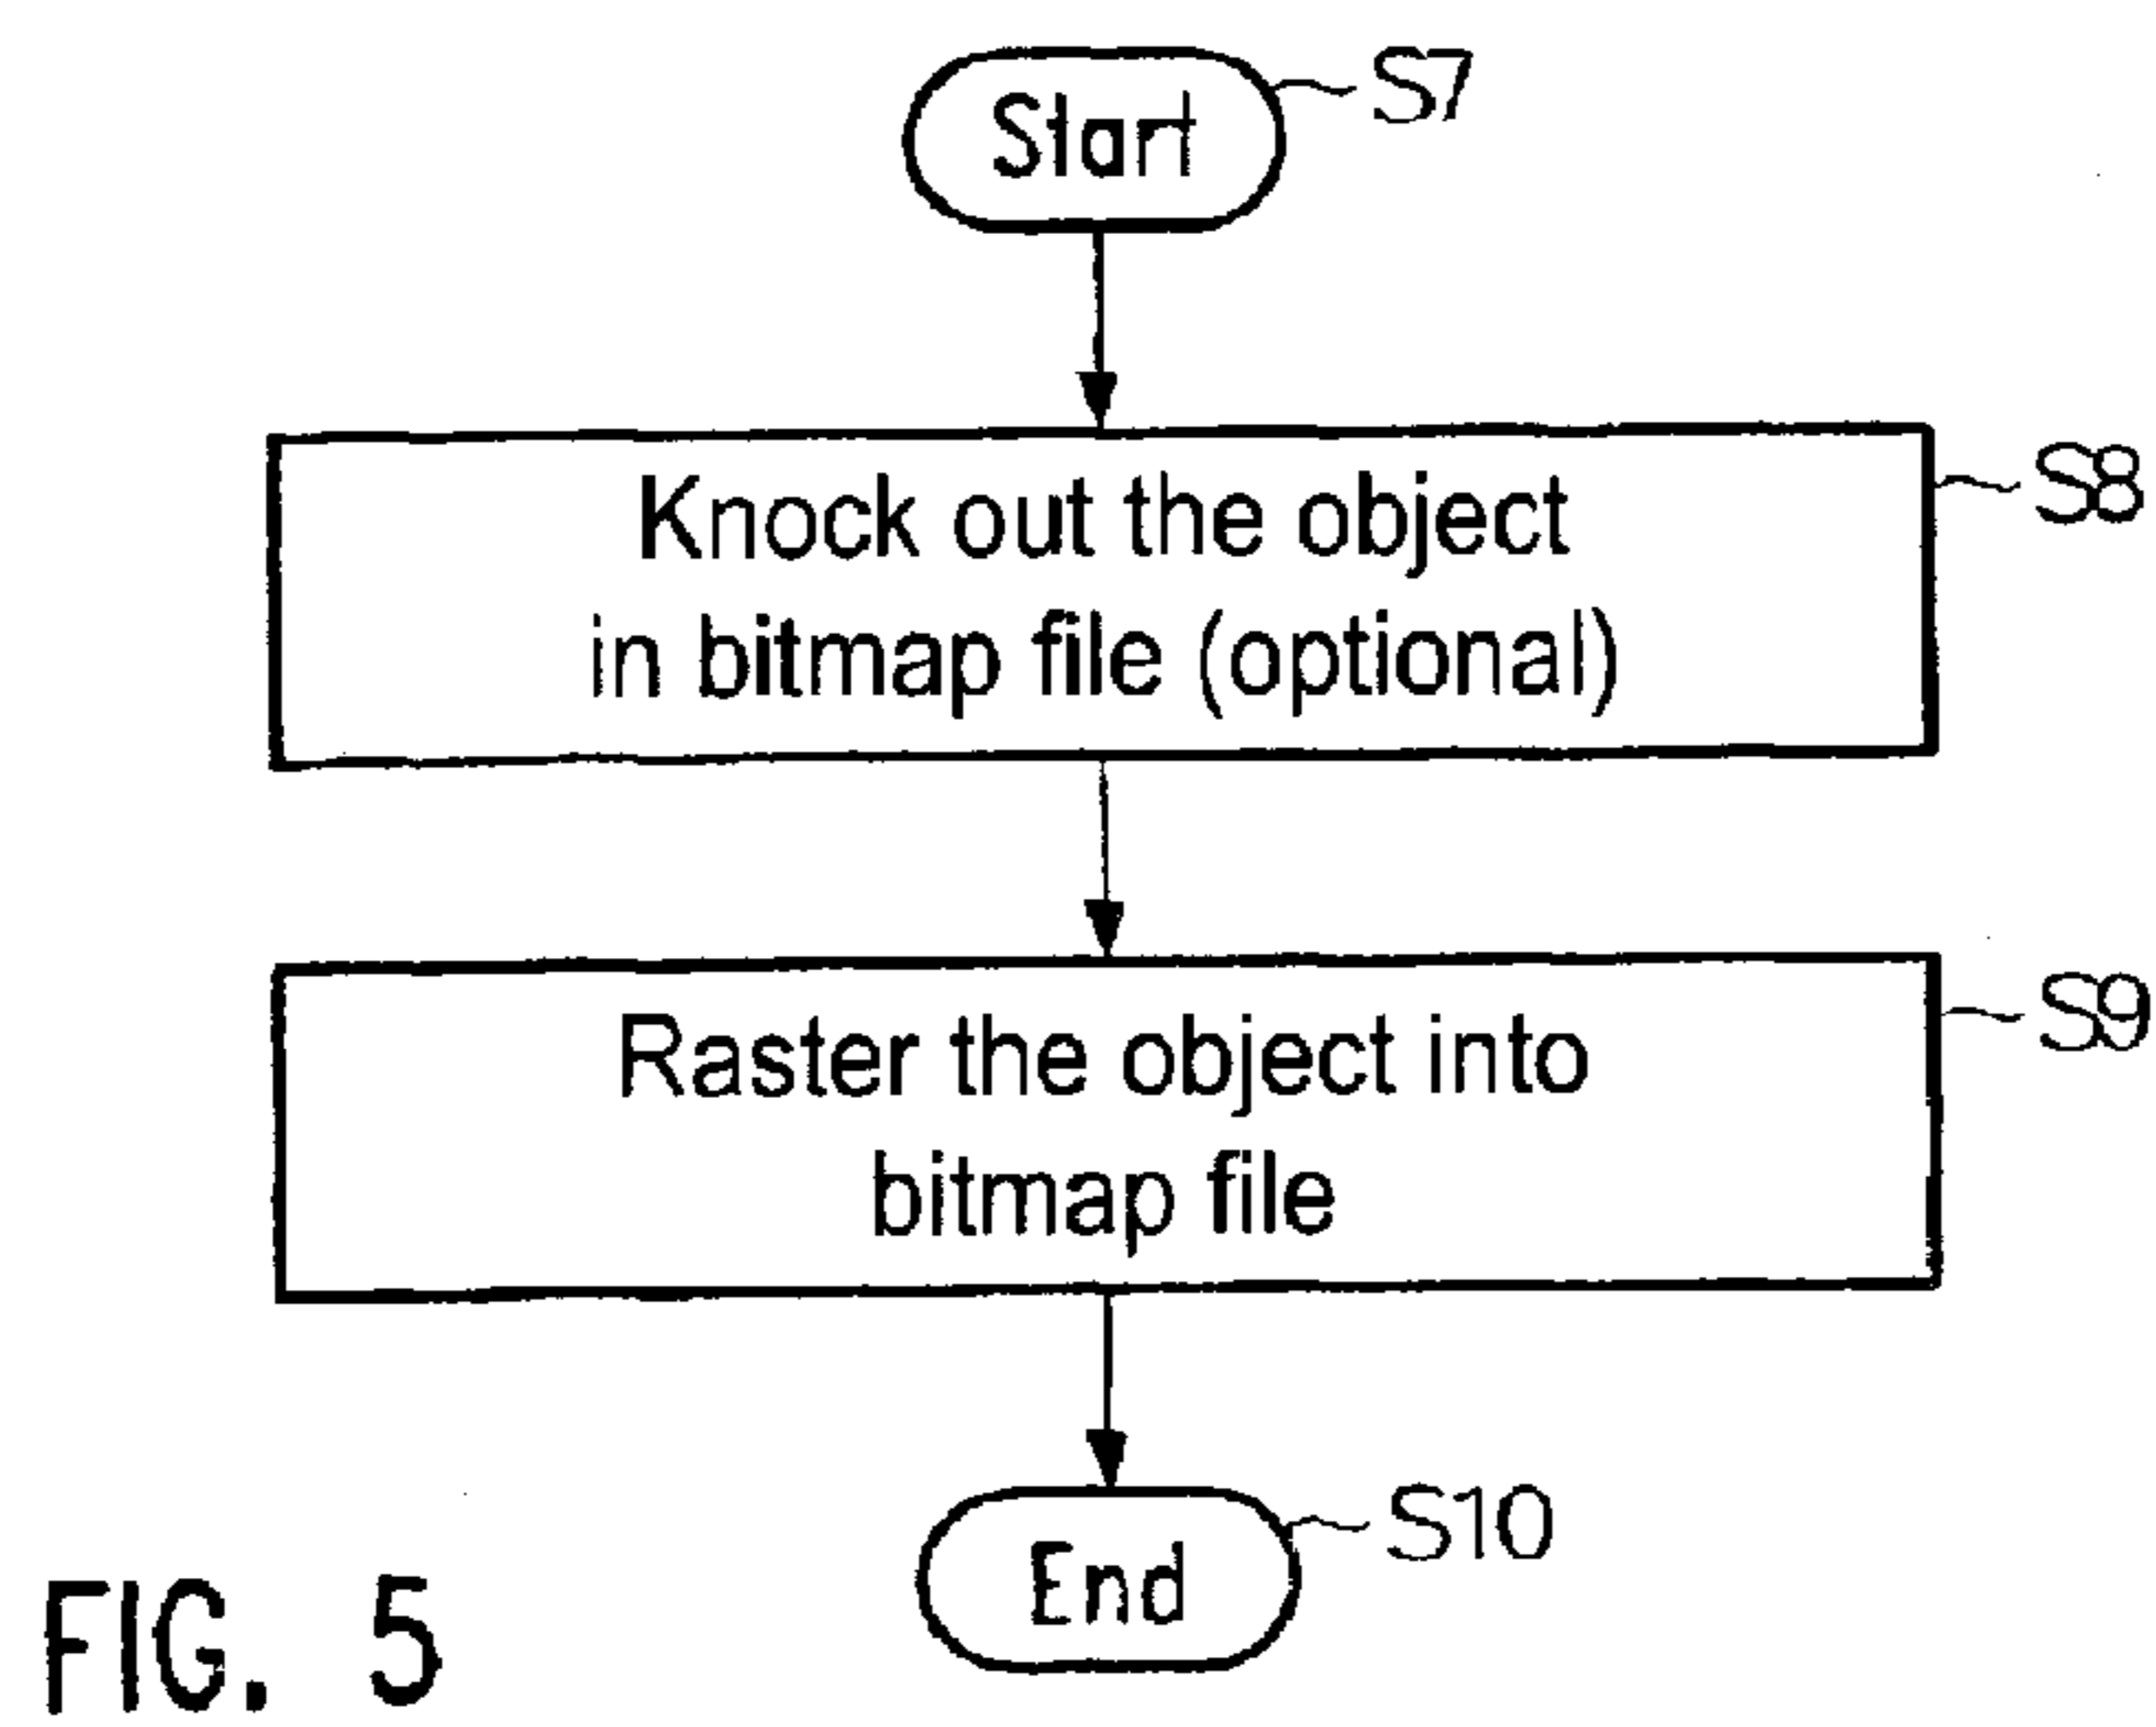 Start
S7
Knock out the object
in bitmap file (optional)
S8
Raster the object into
bitmap file
S9
End
S10
FIG. 5